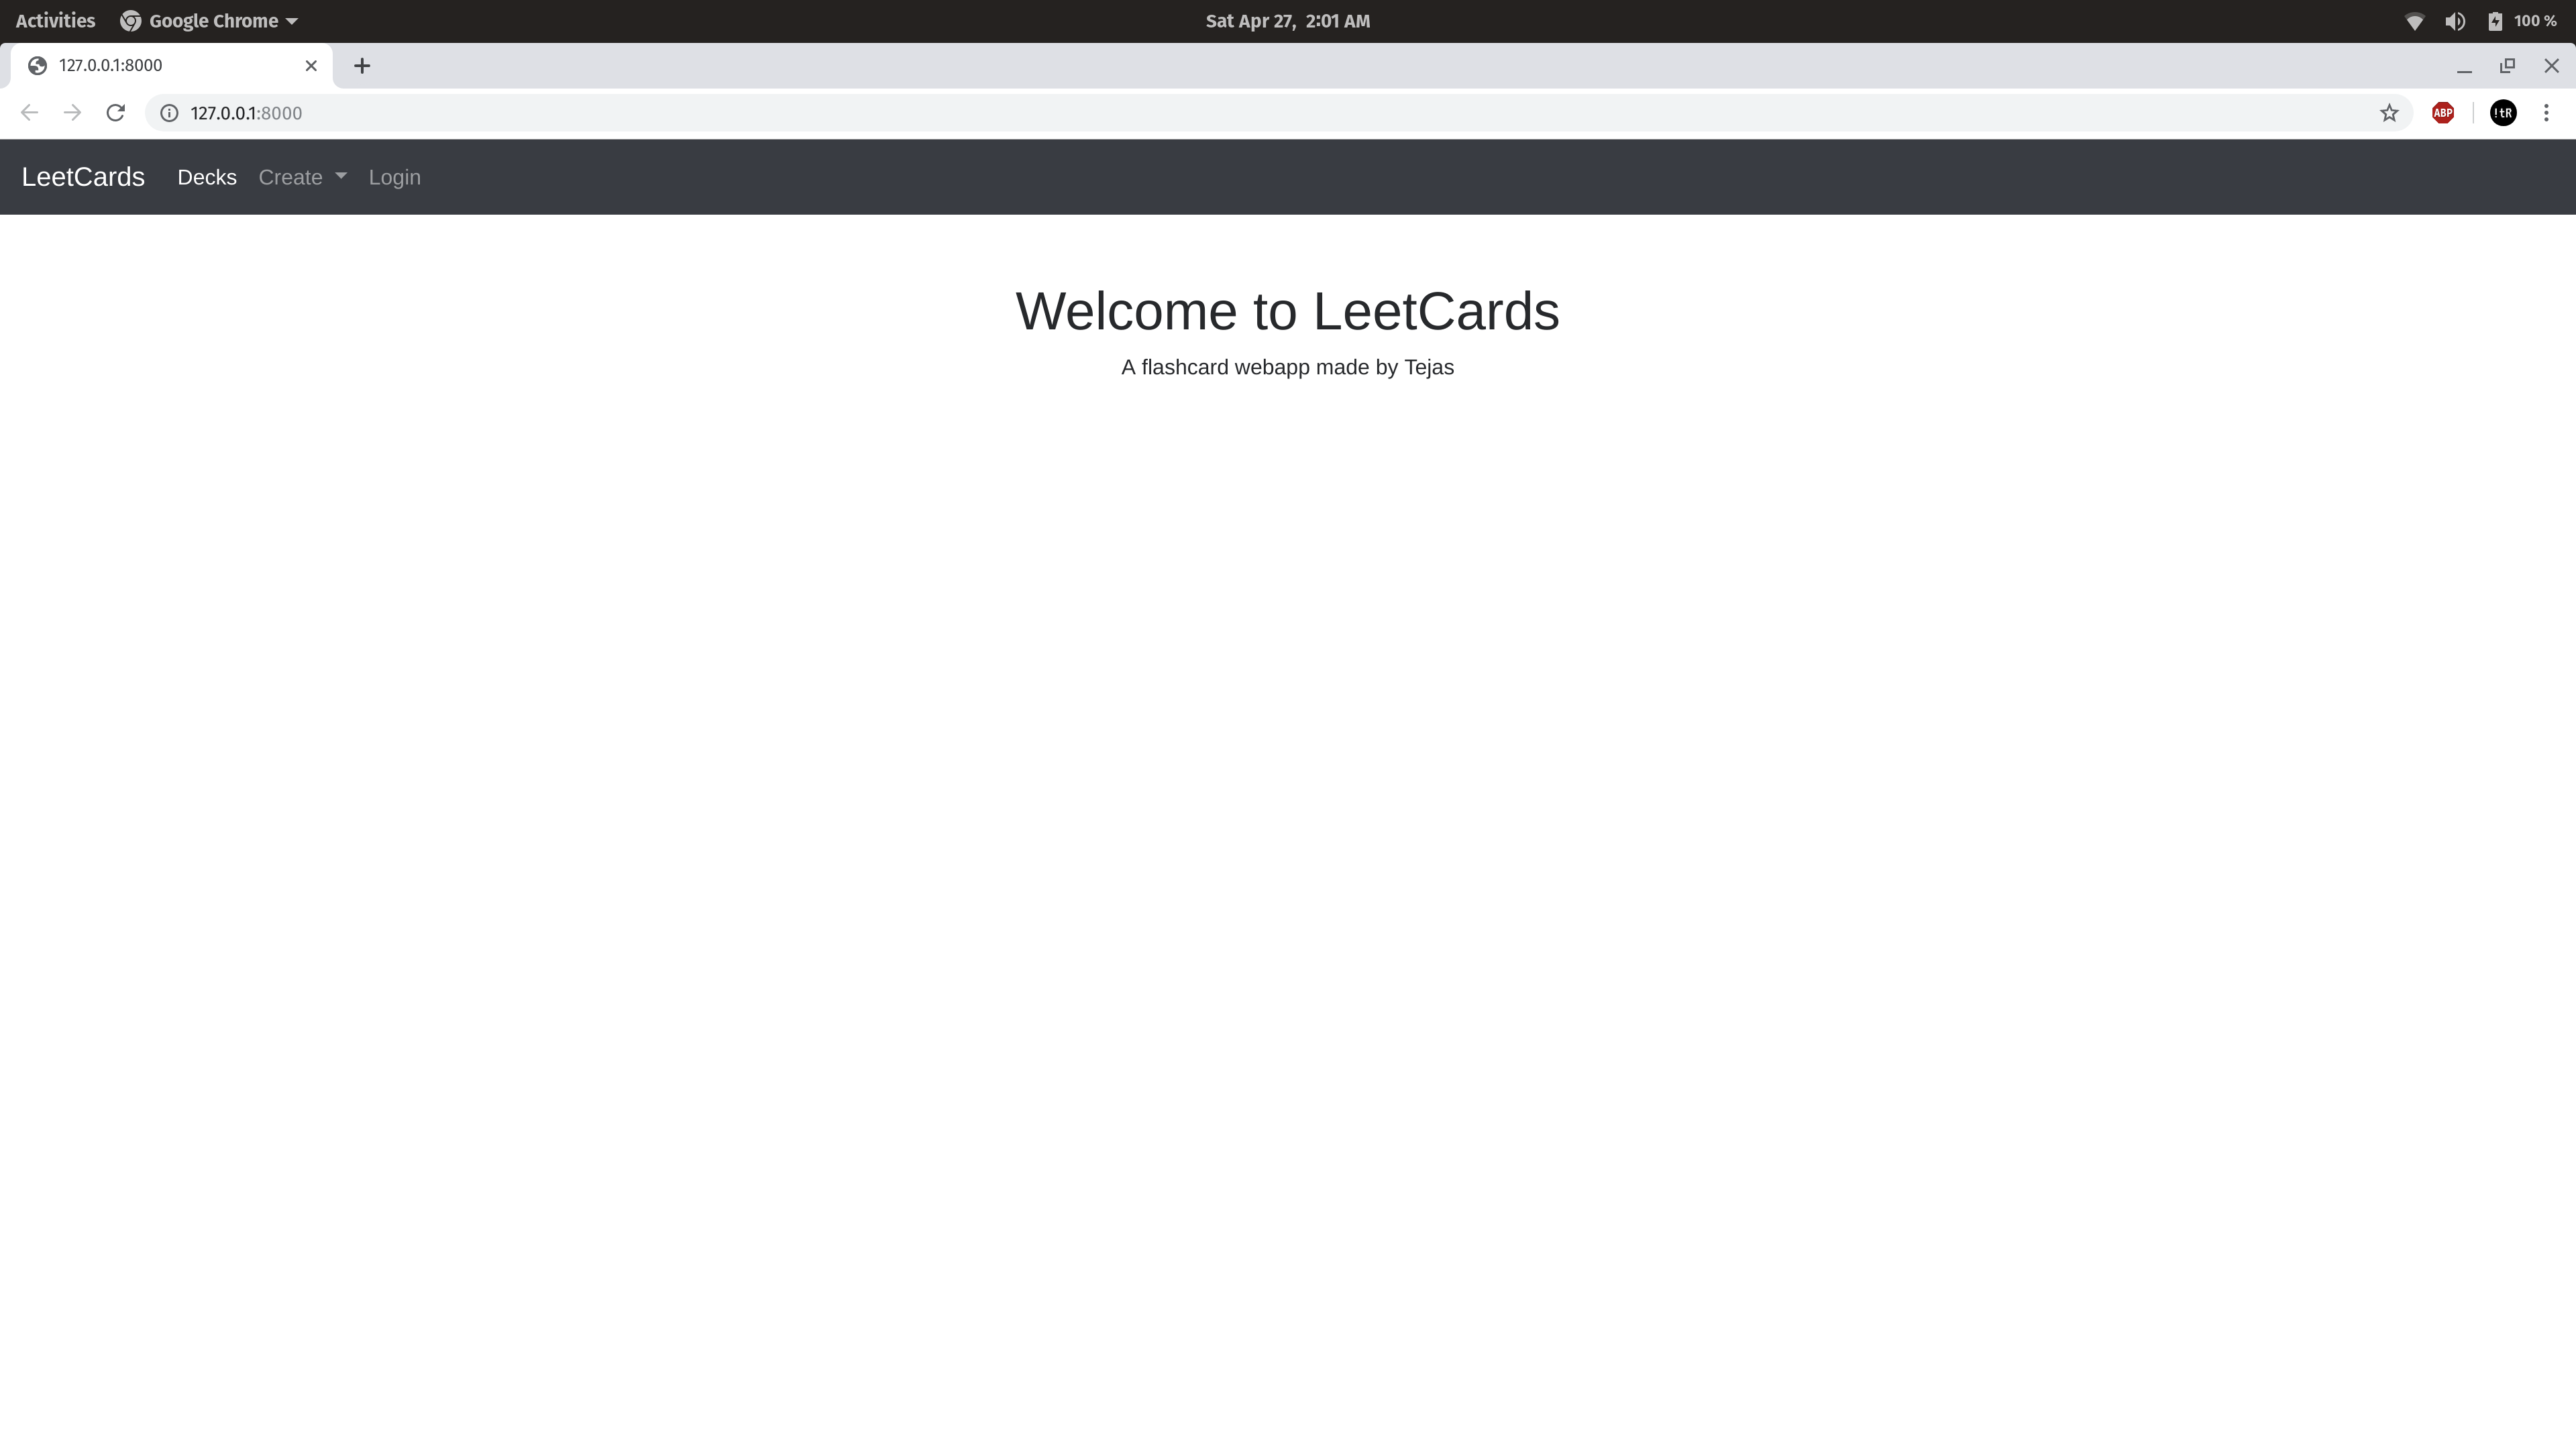 Activities Google Chrome Sat Apr 27, 2:01 AM 100 %
127.0.0.1:8000
127.0.0.1:8000 ABP !tR
LeetCards Decks Create Login
Welcome to LeetCards
A flashcard webapp made by Tejas